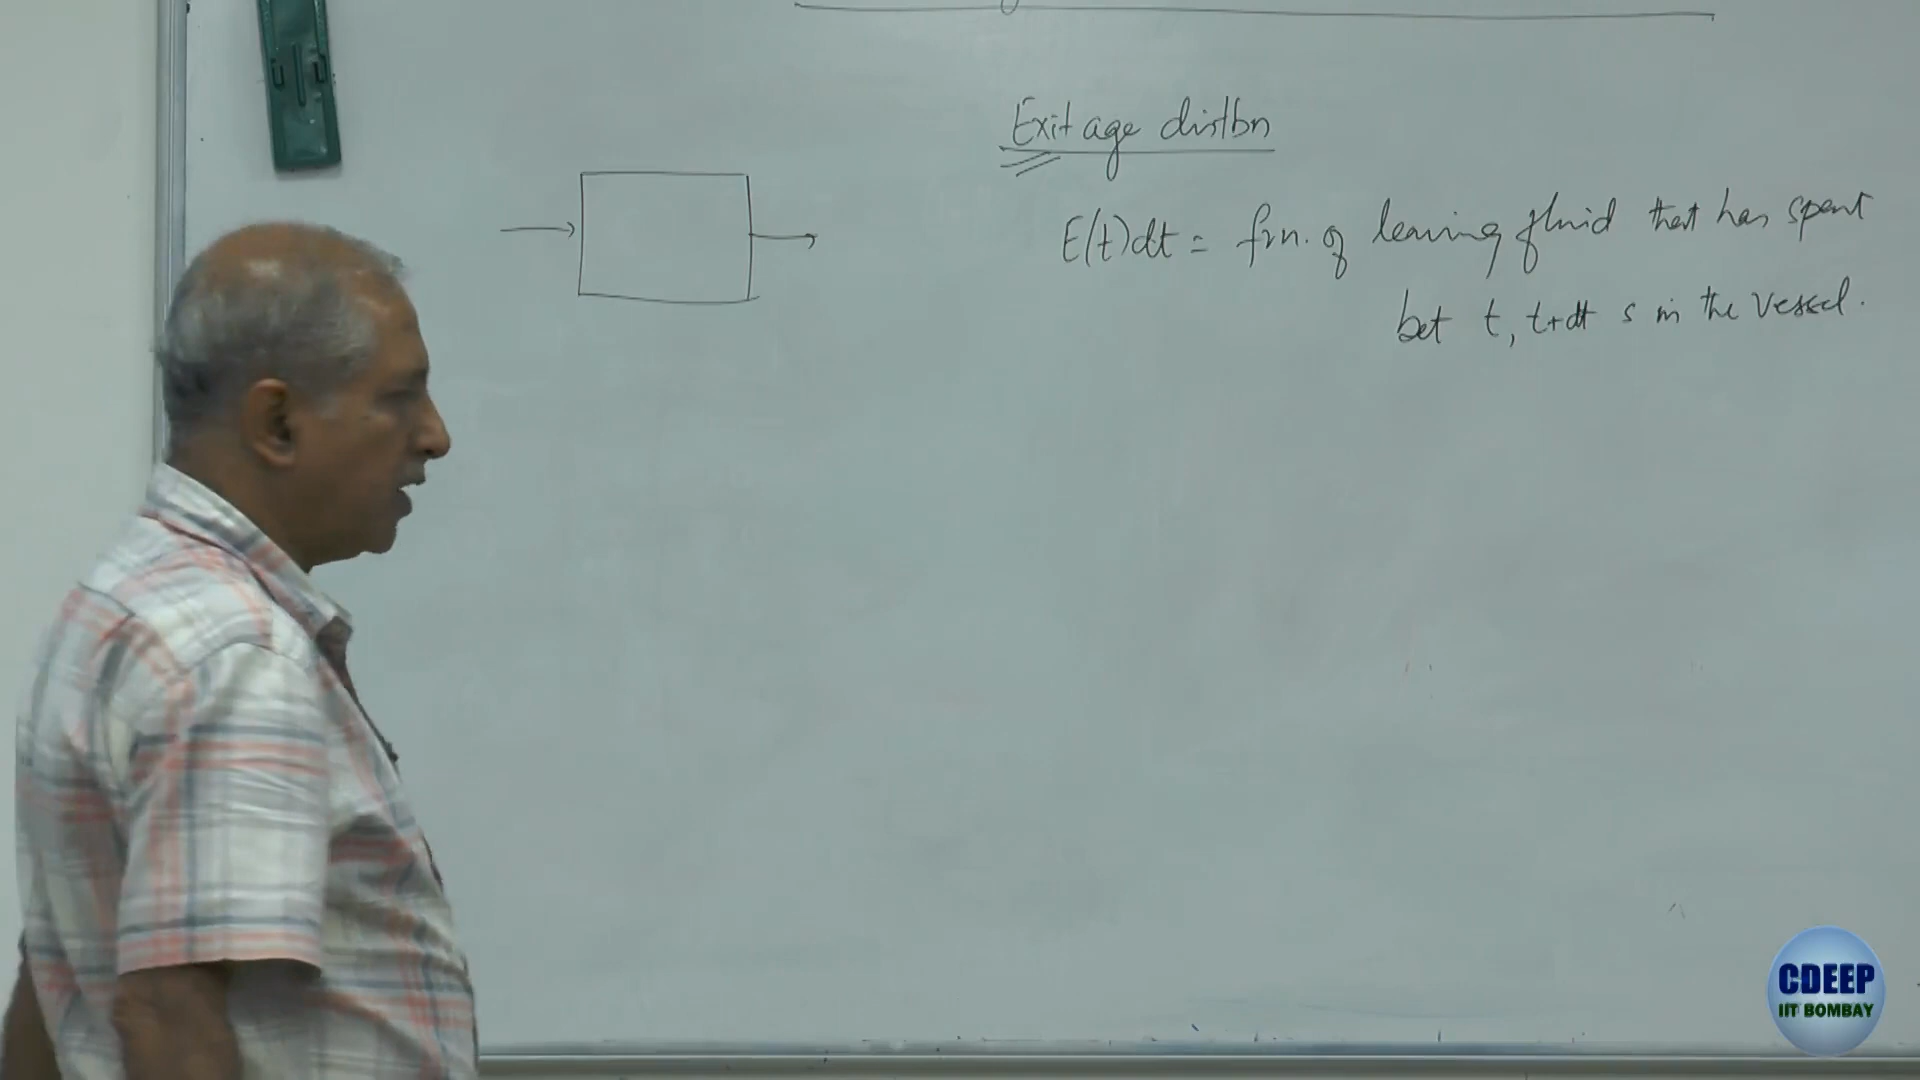 Exit age distbn
E(t)dt = frn. of leaving fluid that has spent
bet t, t+dt s in the vessel.
CDEEP
IIT BOMBAY